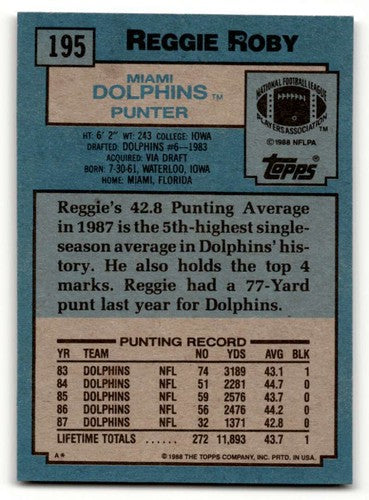 195 REGGIE ROBY
MIAMI
DOLPHINS™
PUNTER
NATIONAL FOOTBALL LEAGUE
PLAYERS ASSOCIATION™
©1988 NFLPA
TOPPS
HT: 6' 2" WT: 243 COLLEGE: IOWA
DRAFTED: DOLPHINS #6—1983
ACQUIRED: VIA DRAFT
BORN: 7-30-61, WATERLOO, IOWA
HOME: MIAMI, FLORIDA
Reggie's 42.8 Punting Average
in 1987 is the 5th-highest single-
season average in Dolphins' his-
tory. He also holds the top 4
marks. Reggie had a 77-Yard
punt last year for Dolphins.
PUNTING RECORD
YR TEAM NO YDS AVG BLK
83 DOLPHINS NFL 74 3189 43.1 1
84 DOLPHINS NFL 51 2281 44.7 0
85 DOLPHINS NFL 59 2576 43.7 0
86 DOLPHINS NFL 56 2476 44.2 0
87 DOLPHINS NFL 32 1371 42.8 0
LIFETIME TOTALS ...... 272 11,893 43.7 1
A* ©1988 THE TOPPS COMPANY, INC. PRTD. IN U.S.A.